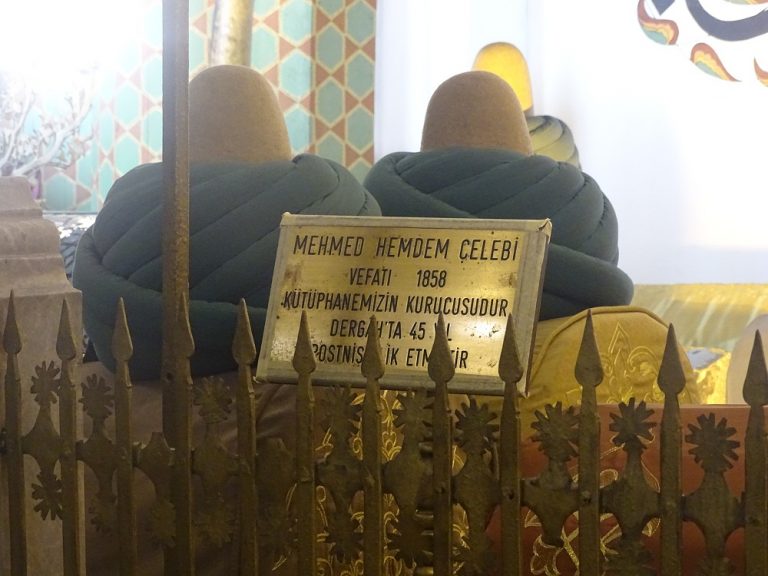 MEHMED HEMDEM ÇELEBİ
VEFATI 1858
KÜTÜPHANEMİZİN KURUCUSUDUR
DERGAH'TA 45